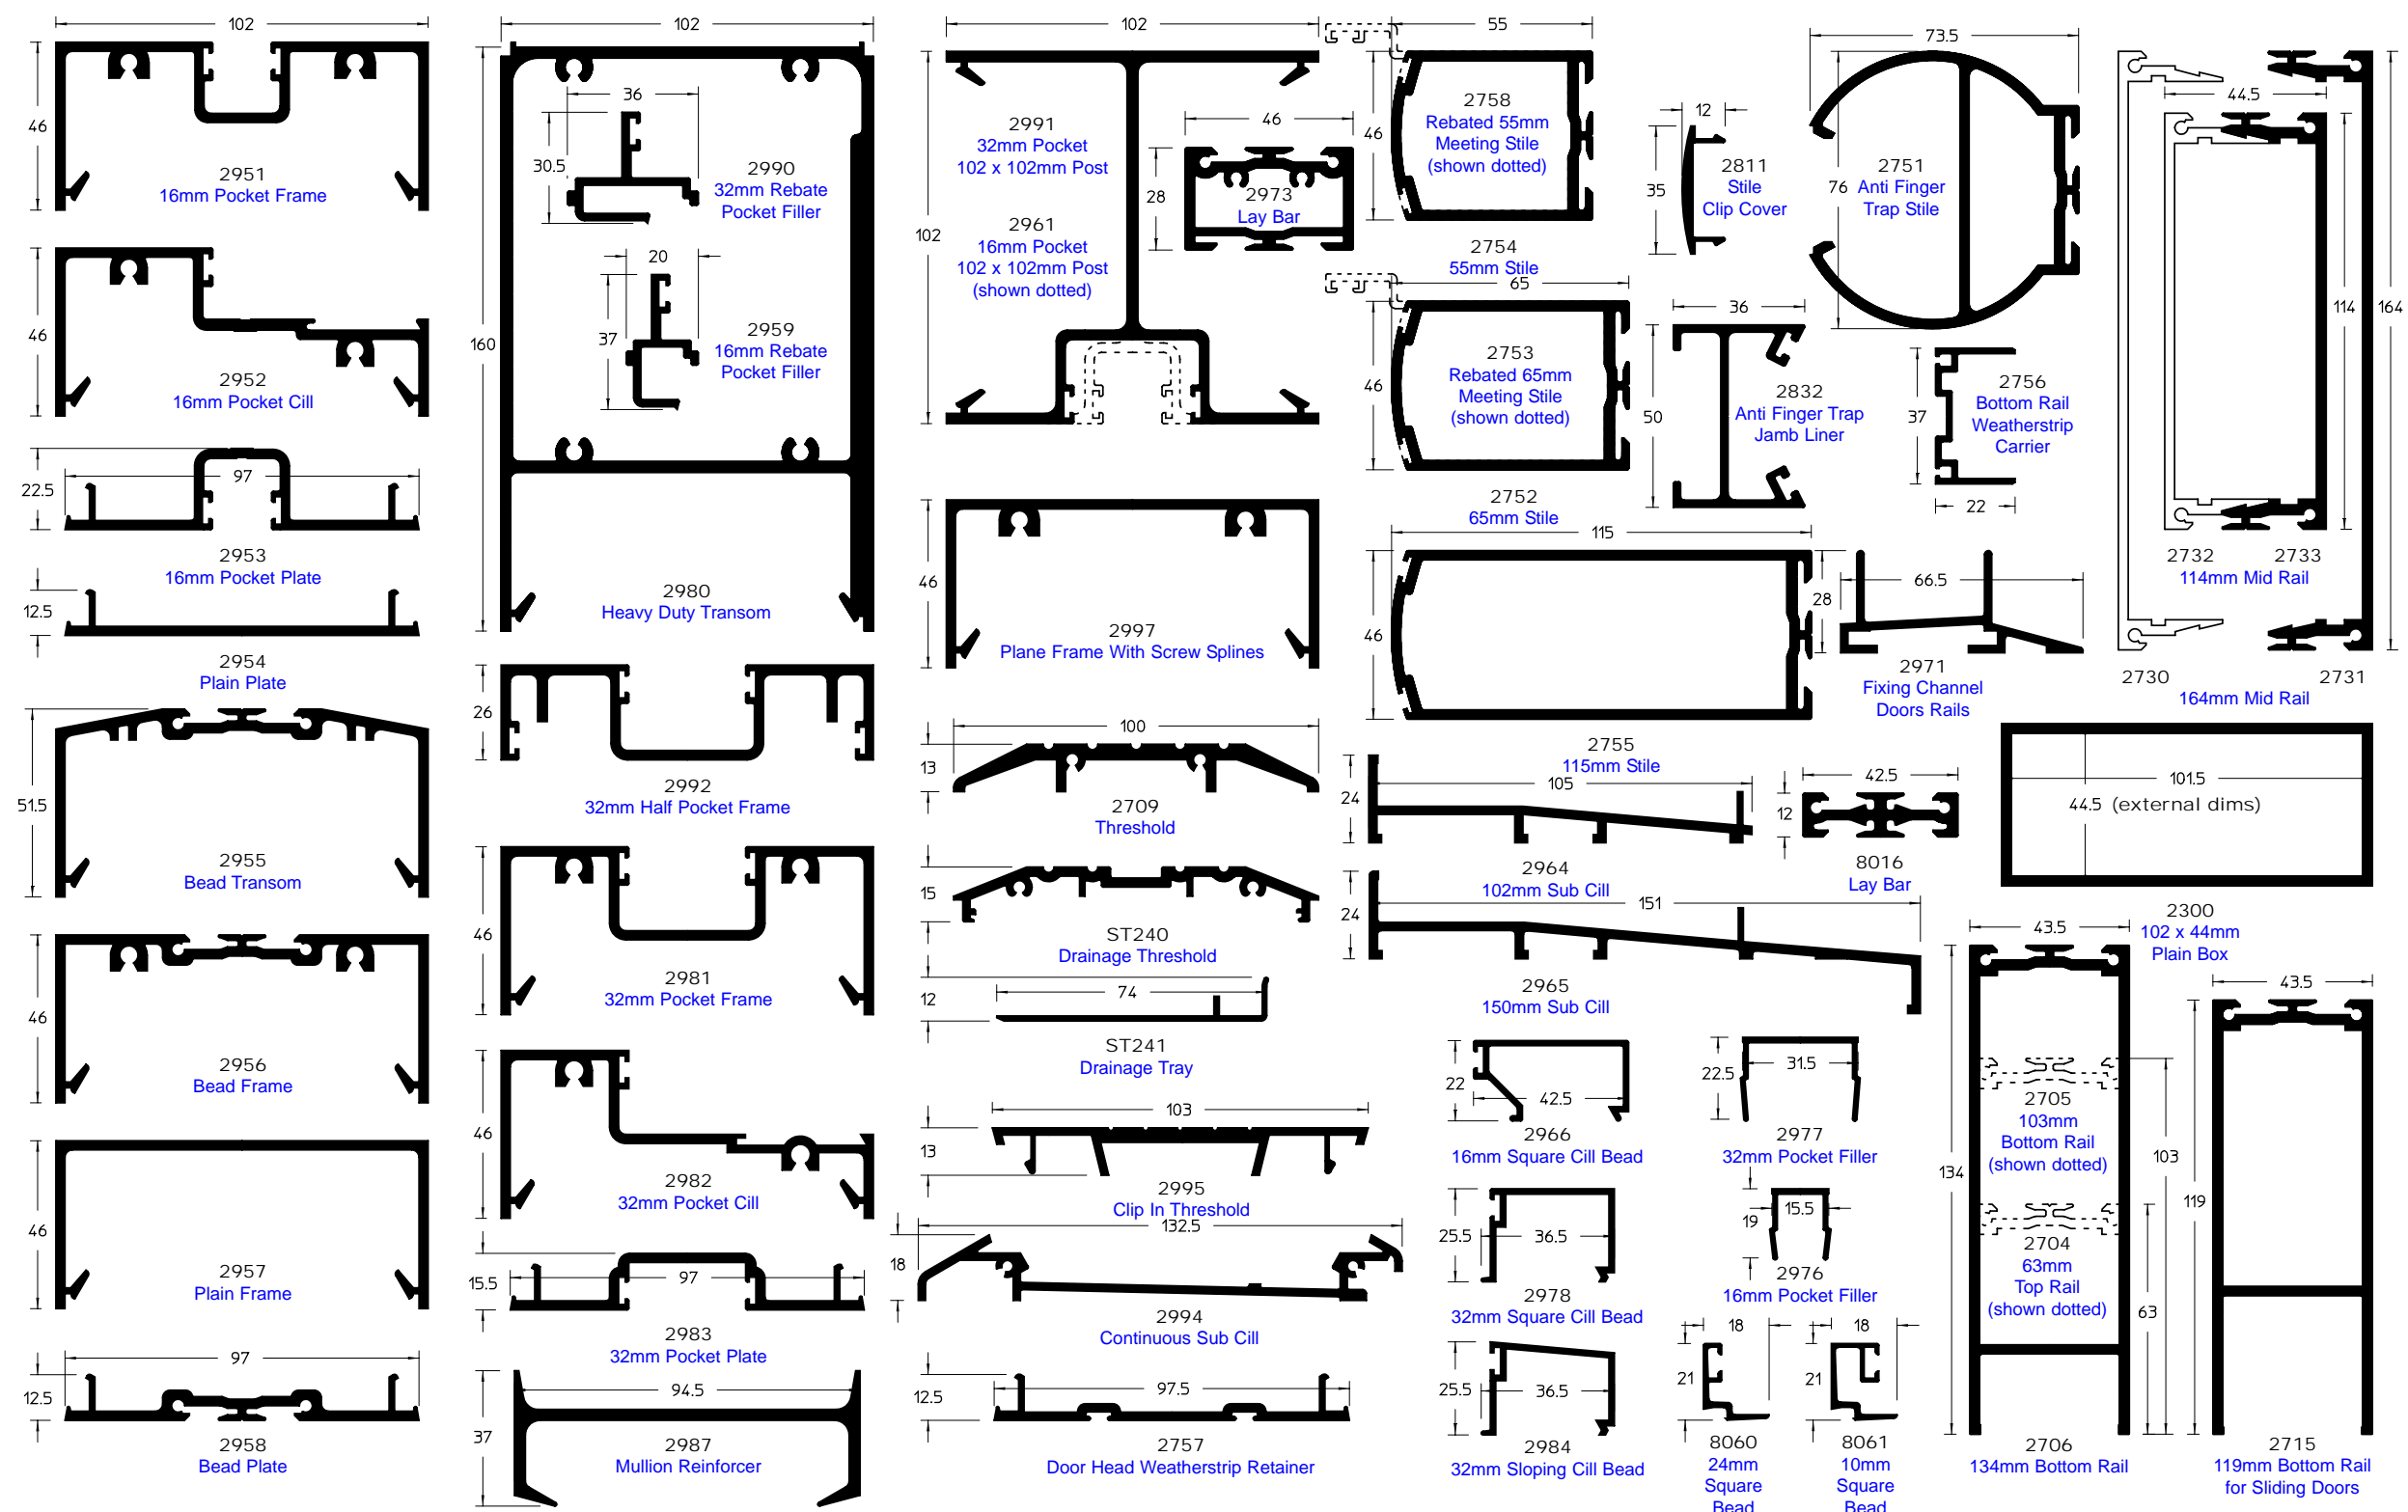 102
46
2951
16mm Pocket Frame
46
2952
16mm Pocket Cill
97
22.5
2953
16mm Pocket Plate
12.5
2954
Plain Plate
51.5
2955
Bead Transom
46
2956
Bead Frame
46
2957
Plain Frame
97
12.5
2958
Bead Plate
102
160
36
30.5
2990
32mm Rebate
Pocket Filler
20
37
2959
16mm Rebate
Pocket Filler
2980
Heavy Duty Transom
26
2992
32mm Half Pocket Frame
46
2981
32mm Pocket Frame
46
2982
32mm Pocket Cill
15.5
97
2983
32mm Pocket Plate
94.5
37
2987
Mullion Reinforcer
102
102
2991
32mm Pocket
102 x 102mm Post
2961
16mm Pocket
102 x 102mm Post
(shown dotted)
46
28
2973
Lay Bar
46
2997
Plane Frame With Screw Splines
100
13
2709
Threshold
15
ST240
Drainage Threshold
12
74
ST241
Drainage Tray
103
13
2995
Clip In Threshold
132.5
18
2994
Continuous Sub Cill
12.5
97.5
2757
Door Head Weatherstrip Retainer
55
46
2758
Rebated 55mm
Meeting Stile
(shown dotted)
2754
55mm Stile
65
46
2753
Rebated 65mm
Meeting Stile
(shown dotted)
2752
65mm Stile
115
46
2755
115mm Stile
105
24
2964
102mm Sub Cill
151
24
2965
150mm Sub Cill
22
42.5
2966
16mm Square Cill Bead
25.5
36.5
2978
32mm Square Cill Bead
25.5
36.5
2984
32mm Sloping Cill Bead
12
35
2811
Stile
Clip Cover
73.5
76
2751
Anti Finger
Trap Stile
36
50
2832
Anti Finger Trap
Jamb Liner
37
2756
Bottom Rail
Weatherstrip
Carrier
22
66.5
28
2971
Fixing Channel
Doors Rails
42.5
12
8016
Lay Bar
22.5
31.5
2977
32mm Pocket Filler
19
15.5
2976
16mm Pocket Filler
18
21
8060
24mm
Square
Bead
18
21
8061
10mm
Square
Bead
44.5
114
164
2732
2733
114mm Mid Rail
2730
2731
164mm Mid Rail
101.5
44.5 (external dims)
2300
102 x 44mm
Plain Box
43.5
134
2705
103mm
Bottom Rail
(shown dotted)
103
2704
63mm
Top Rail
(shown dotted)
63
2706
134mm Bottom Rail
43.5
119
2715
119mm Bottom Rail
for Sliding Doors